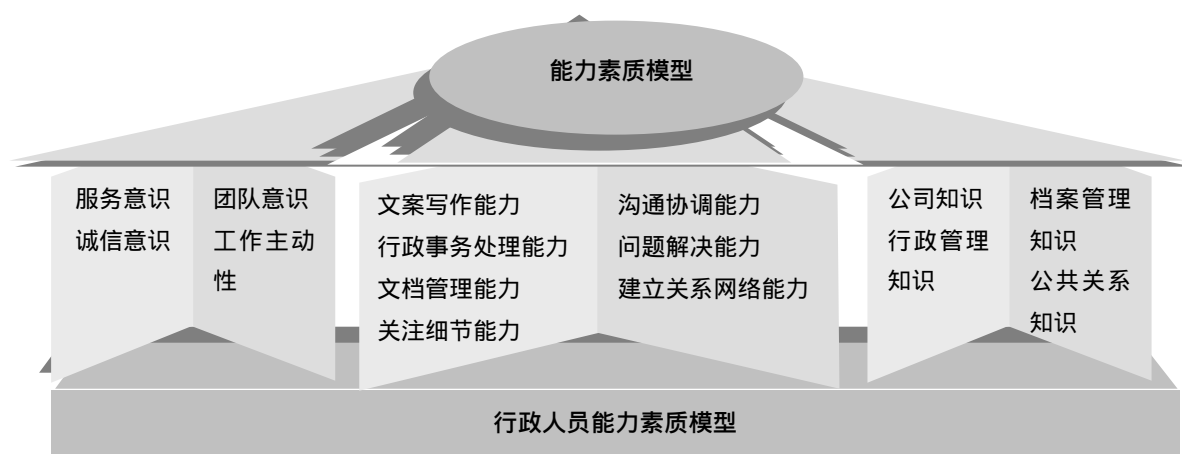 能力素质模型
服务意识
诚信意识
团队意识
工作主动
性
文案写作能力
行政事务处理能力
文档管理能力
关注细节能力
沟通协调能力
问题解决能力
建立关系网络能力
公司知识
行政管理
知识
档案管理
知识
公共关系
知识
行政人员能力素质模型